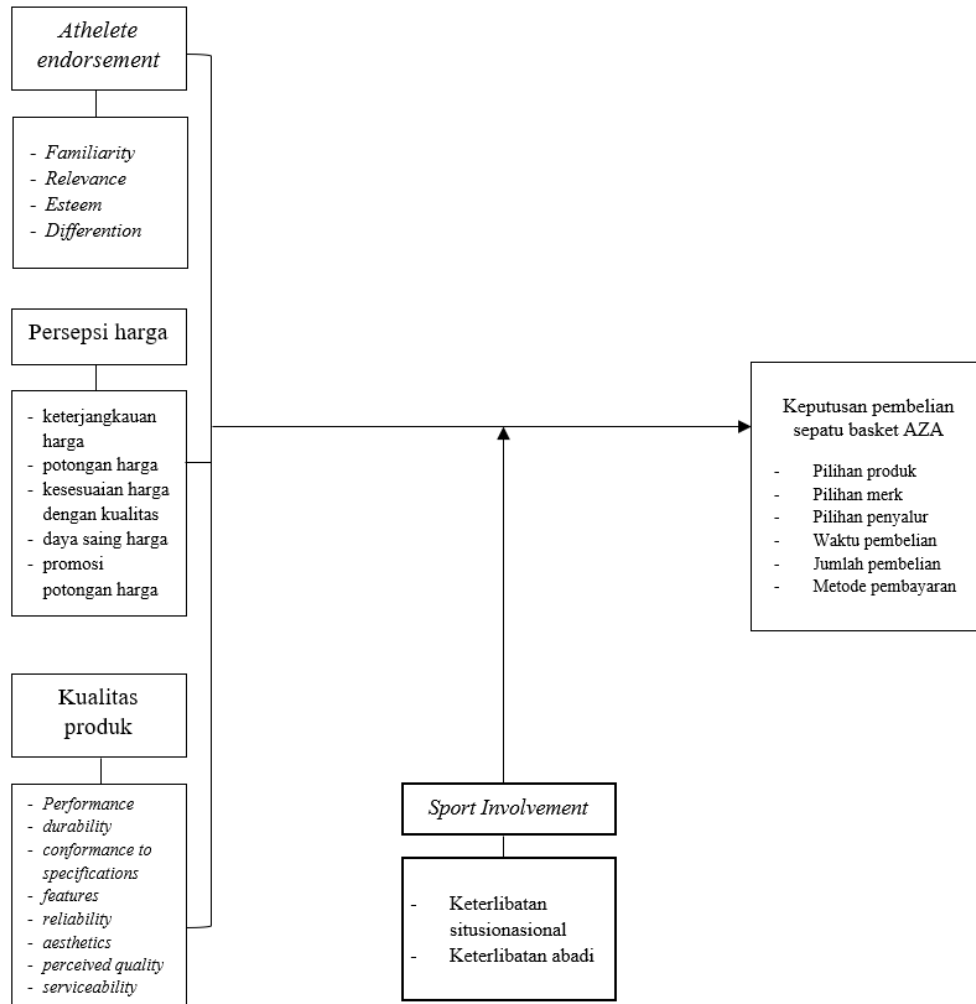 Athelete
endorsement
- Familiarity
- Relevance
- Esteem
- Differention
Persepsi harga
- keterjangkauan
harga
- potongan harga
- kesesuaian harga
dengan kualitas
- daya saing harga
- promosi
potongan harga
Kualitas
produk
- Performance
- durability
- conformance to
specifications
- features
- reliability
- aesthetics
- perceived quality
- serviceability
Sport Involvement
- Keterlibatan
situsionasional
- Keterlibatan abadi
Keputusan pembelian
sepatu basket AZA
- Pilihan produk
- Pilihan merk
- Pilihan penyalur
- Waktu pembelian
- Jumlah pembelian
- Metode pembayaran